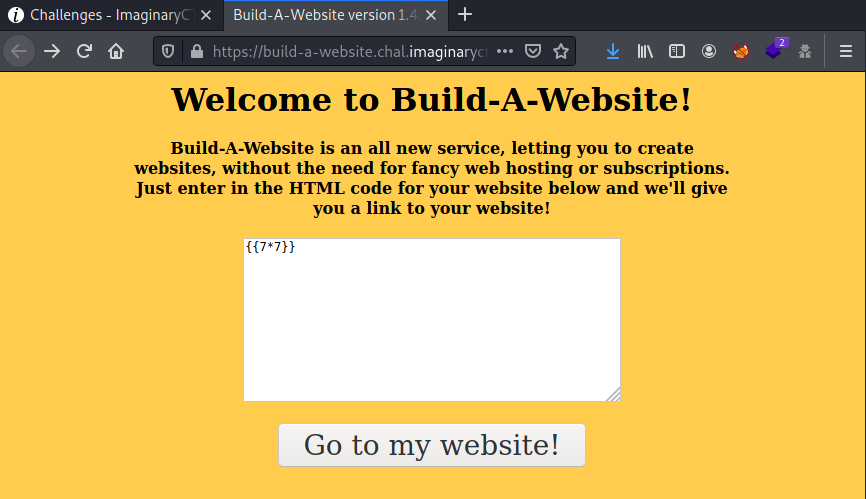 Challenges - ImaginaryCT
Build-A-Website version 1.4
https://build-a-website.chal.imaginaryct
2
Welcome to Build-A-Website!
Build-A-Website is an all new service, letting you to create
websites, without the need for fancy web hosting or subscriptions.
Just enter in the HTML code for your website below and we'll give
you a link to your website!
{{7*7}}
Go to my website!